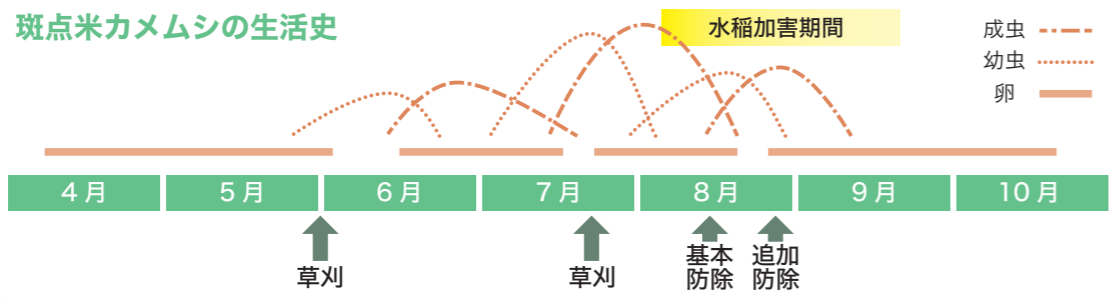 斑点米カメムシの生活史
水稲加害期間
成虫
幼虫
卵
4月
5月
6月
7月
8月
9月
10月
草刈
草刈
基本
防除
追加
防除